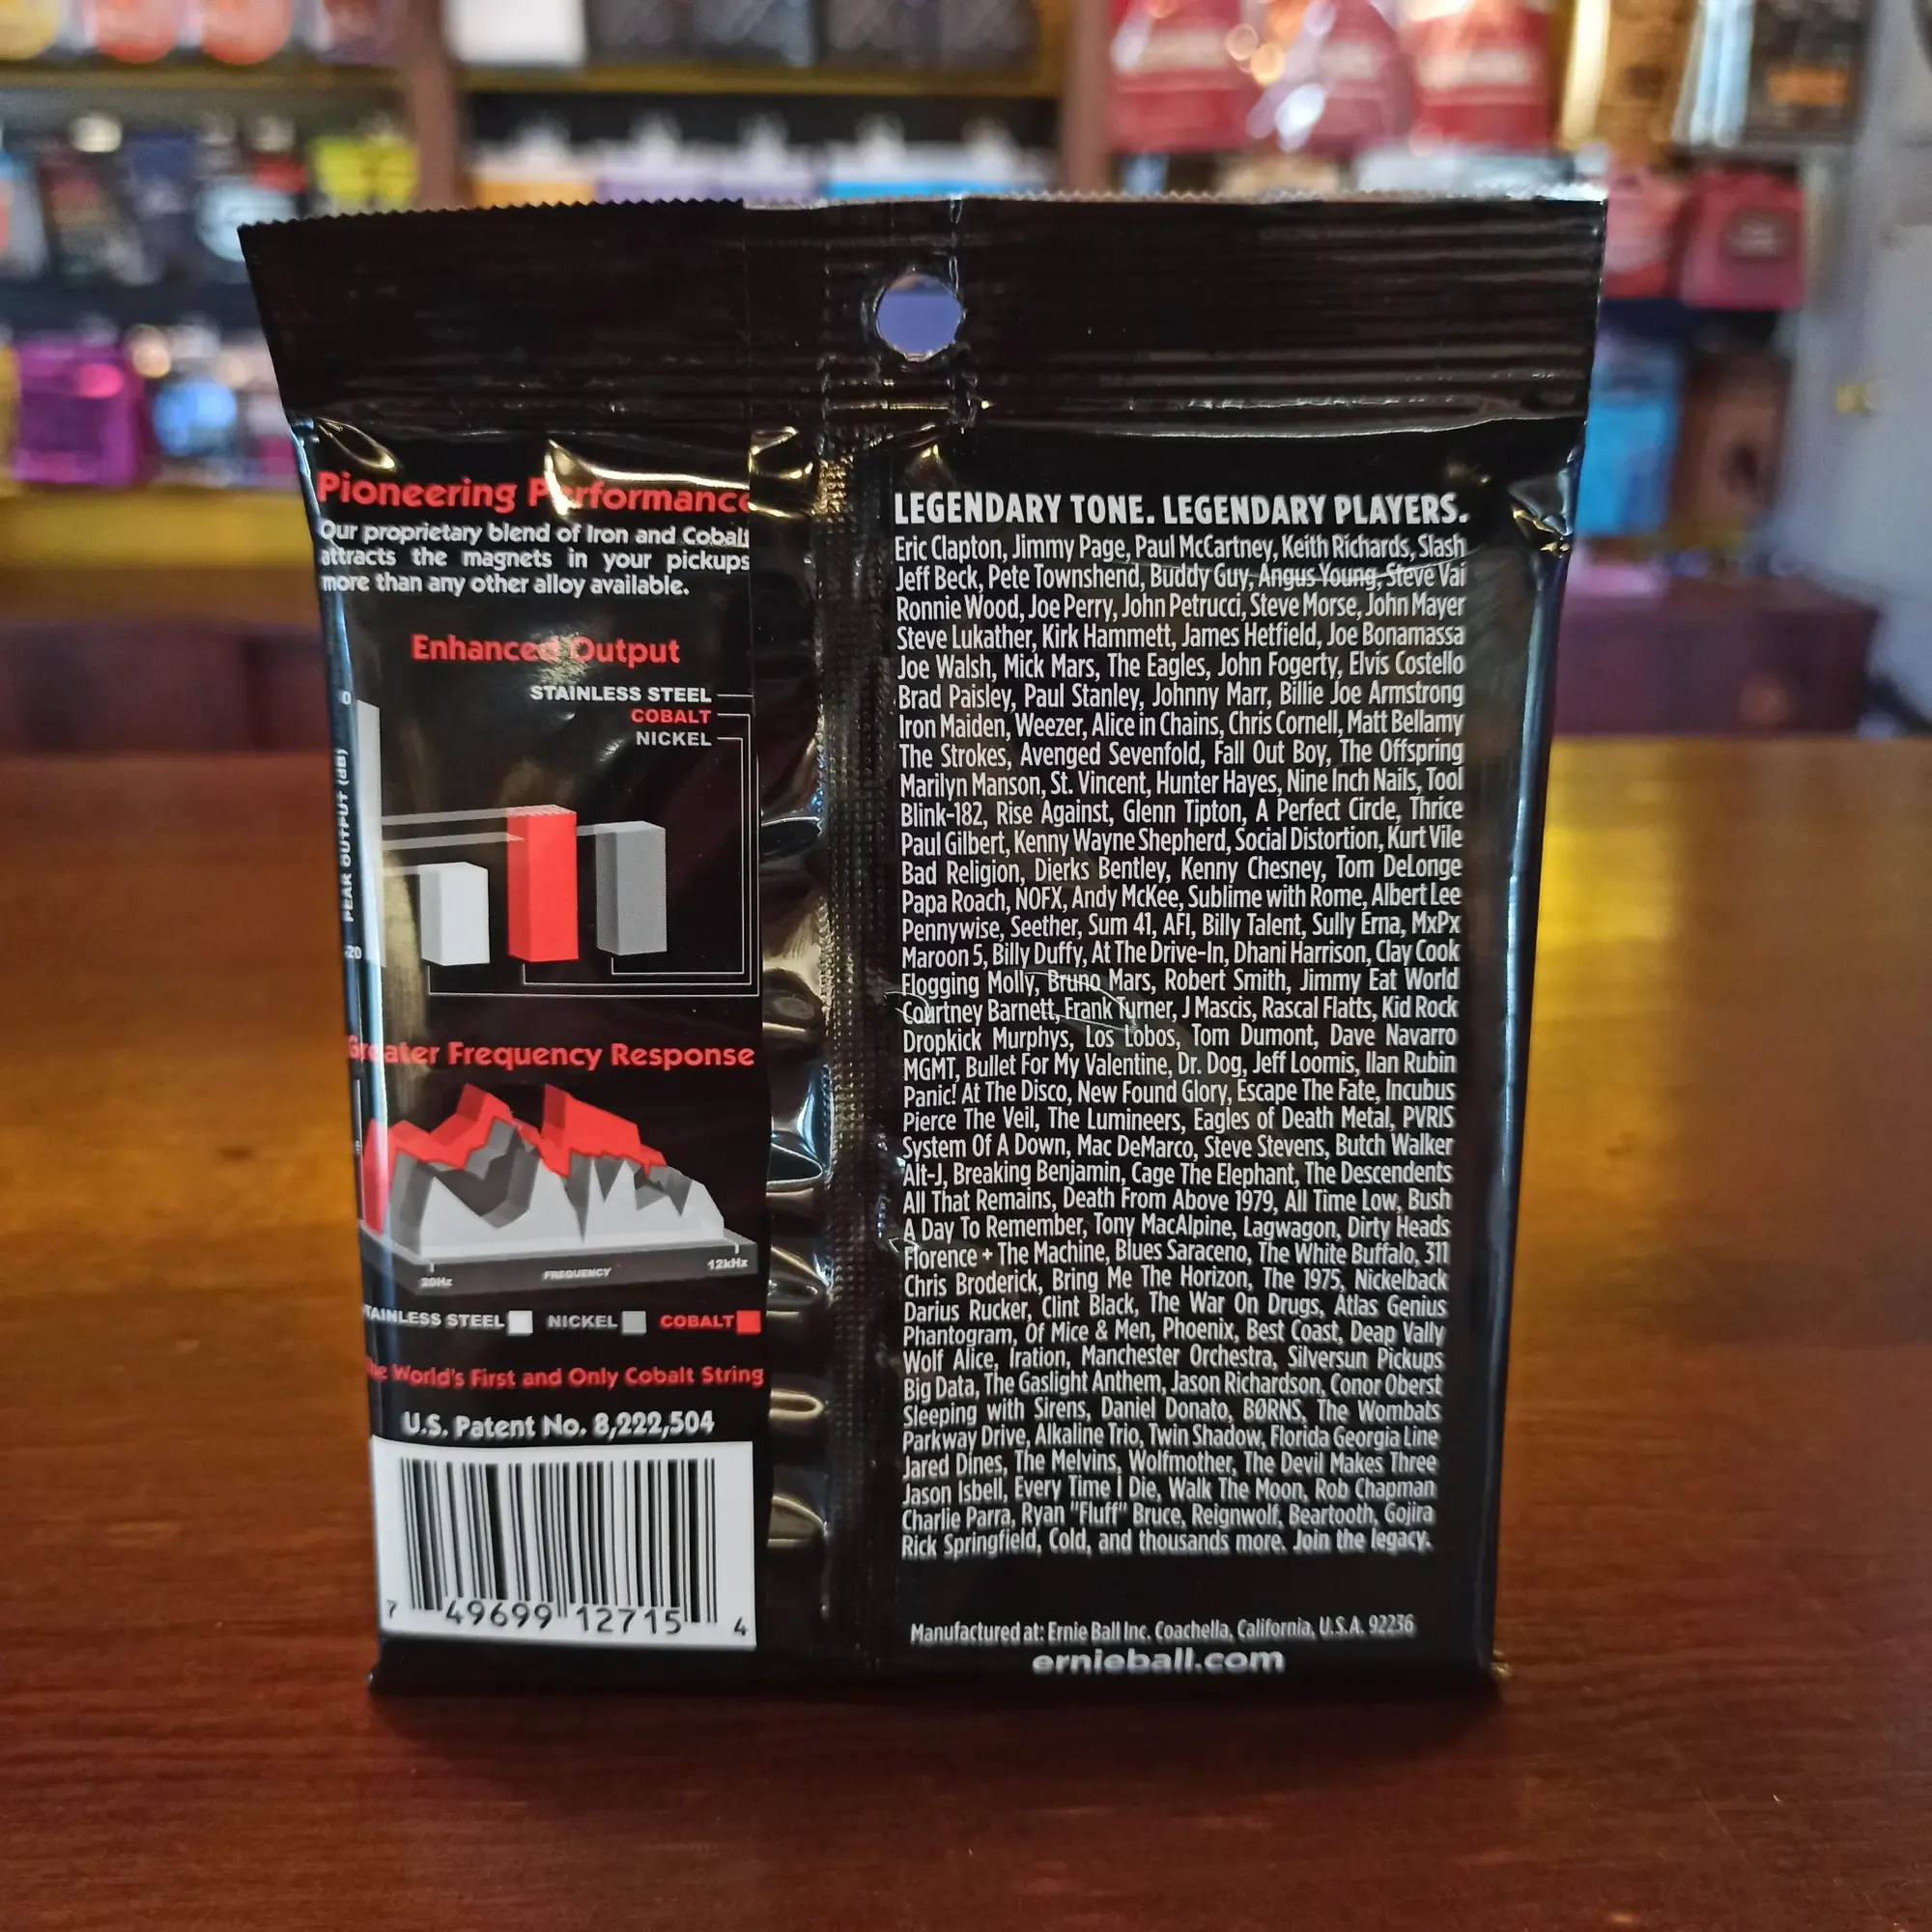 Pioneering Performance
Our proprietary blend of Iron and Cobalt
attracts the magnets in your pickups
more than any other alloy available.
Enhanced Output
STAINLESS STEEL
COBALT
NICKEL
0
PEAK OUTPUT (dB)
-20
Greater Frequency Response
20Hz
FREQUENCY
12kHz
STAINLESS STEEL NICKEL COBALT
The World's First and Only Cobalt String
U.S. Patent No. 8,222,504
7 49699 12715 4
LEGENDARY TONE. LEGENDARY PLAYERS.
Eric Clapton, Jimmy Page, Paul McCartney, Keith Richards, Slash
Jeff Beck, Pete Townshend, Buddy Guy, Angus Young, Steve Vai
Ronnie Wood, Joe Perry, John Petrucci, Steve Morse, John Mayer
Steve Lukather, Kirk Hammett, James Hetfield, Joe Bonamassa
Joe Walsh, Mick Mars, The Eagles, John Fogerty, Elvis Costello
Brad Paisley, Paul Stanley, Johnny Marr, Billie Joe Armstrong
Iron Maiden, Weezer, Alice in Chains, Chris Cornell, Matt Bellamy
The Strokes, Avenged Sevenfold, Fall Out Boy, The Offspring
Marilyn Manson, St. Vincent, Hunter Hayes, Nine Inch Nails, Tool
Blink-182, Rise Against, Glenn Tipton, A Perfect Circle, Thrice
Paul Gilbert, Kenny Wayne Shepherd, Social Distortion, Kurt Vile
Bad Religion, Dierks Bentley, Kenny Chesney, Tom DeLonge
Papa Roach, NOFX, Andy McKee, Sublime with Rome, Albert Lee
Pennywise, Seether, Sum 41, AFI, Billy Talent, Sully Erna, MxPx
Maroon 5, Billy Duffy, At The Drive-In, Dhani Harrison, Clay Cook
Flogging Molly, Bruno Mars, Robert Smith, Jimmy Eat World
Courtney Barnett, Frank Turner, J Mascis, Rascal Flatts, Kid Rock
Dropkick Murphys, Los Lobos, Tom Dumont, Dave Navarro
MGMT, Bullet For My Valentine, Dr. Dog, Jeff Loomis, Ilan Rubin
Panic! At The Disco, New Found Glory, Escape The Fate, Incubus
Pierce The Veil, The Lumineers, Eagles of Death Metal, PVRIS
System Of A Down, Mac DeMarco, Steve Stevens, Butch Walker
Alt-J, Breaking Benjamin, Cage The Elephant, The Descendents
All That Remains, Death From Above 1979, All Time Low, Bush
A Day To Remember, Tony MacAlpine, Lagwagon, Dirty Heads
Florence + The Machine, Blues Saraceno, The White Buffalo, 311
Chris Broderick, Bring Me The Horizon, The 1975, Nickelback
Darius Rucker, Clint Black, The War On Drugs, Atlas Genius
Phantogram, Of Mice & Men, Phoenix, Best Coast, Deap Vally
Wolf Alice, Iration, Manchester Orchestra, Silversun Pickups
Big Data, The Gaslight Anthem, Jason Richardson, Conor Oberst
Sleeping with Sirens, Daniel Donato, BØRNS, The Wombats
Parkway Drive, Alkaline Trio, Twin Shadow, Florida Georgia Line
Jared Dines, The Melvins, Wolfmother, The Devil Makes Three
Jason Isbell, Every Time I Die, Walk The Moon, Rob Chapman
Charlie Parra, Ryan "Fluff" Bruce, Reignwolf, Beartooth, Gojira
Rick Springfield, Cold, and thousands more. Join the legacy.
Manufactured at: Ernie Ball Inc. Coachella, California, U.S.A. 92236
ernieball.com